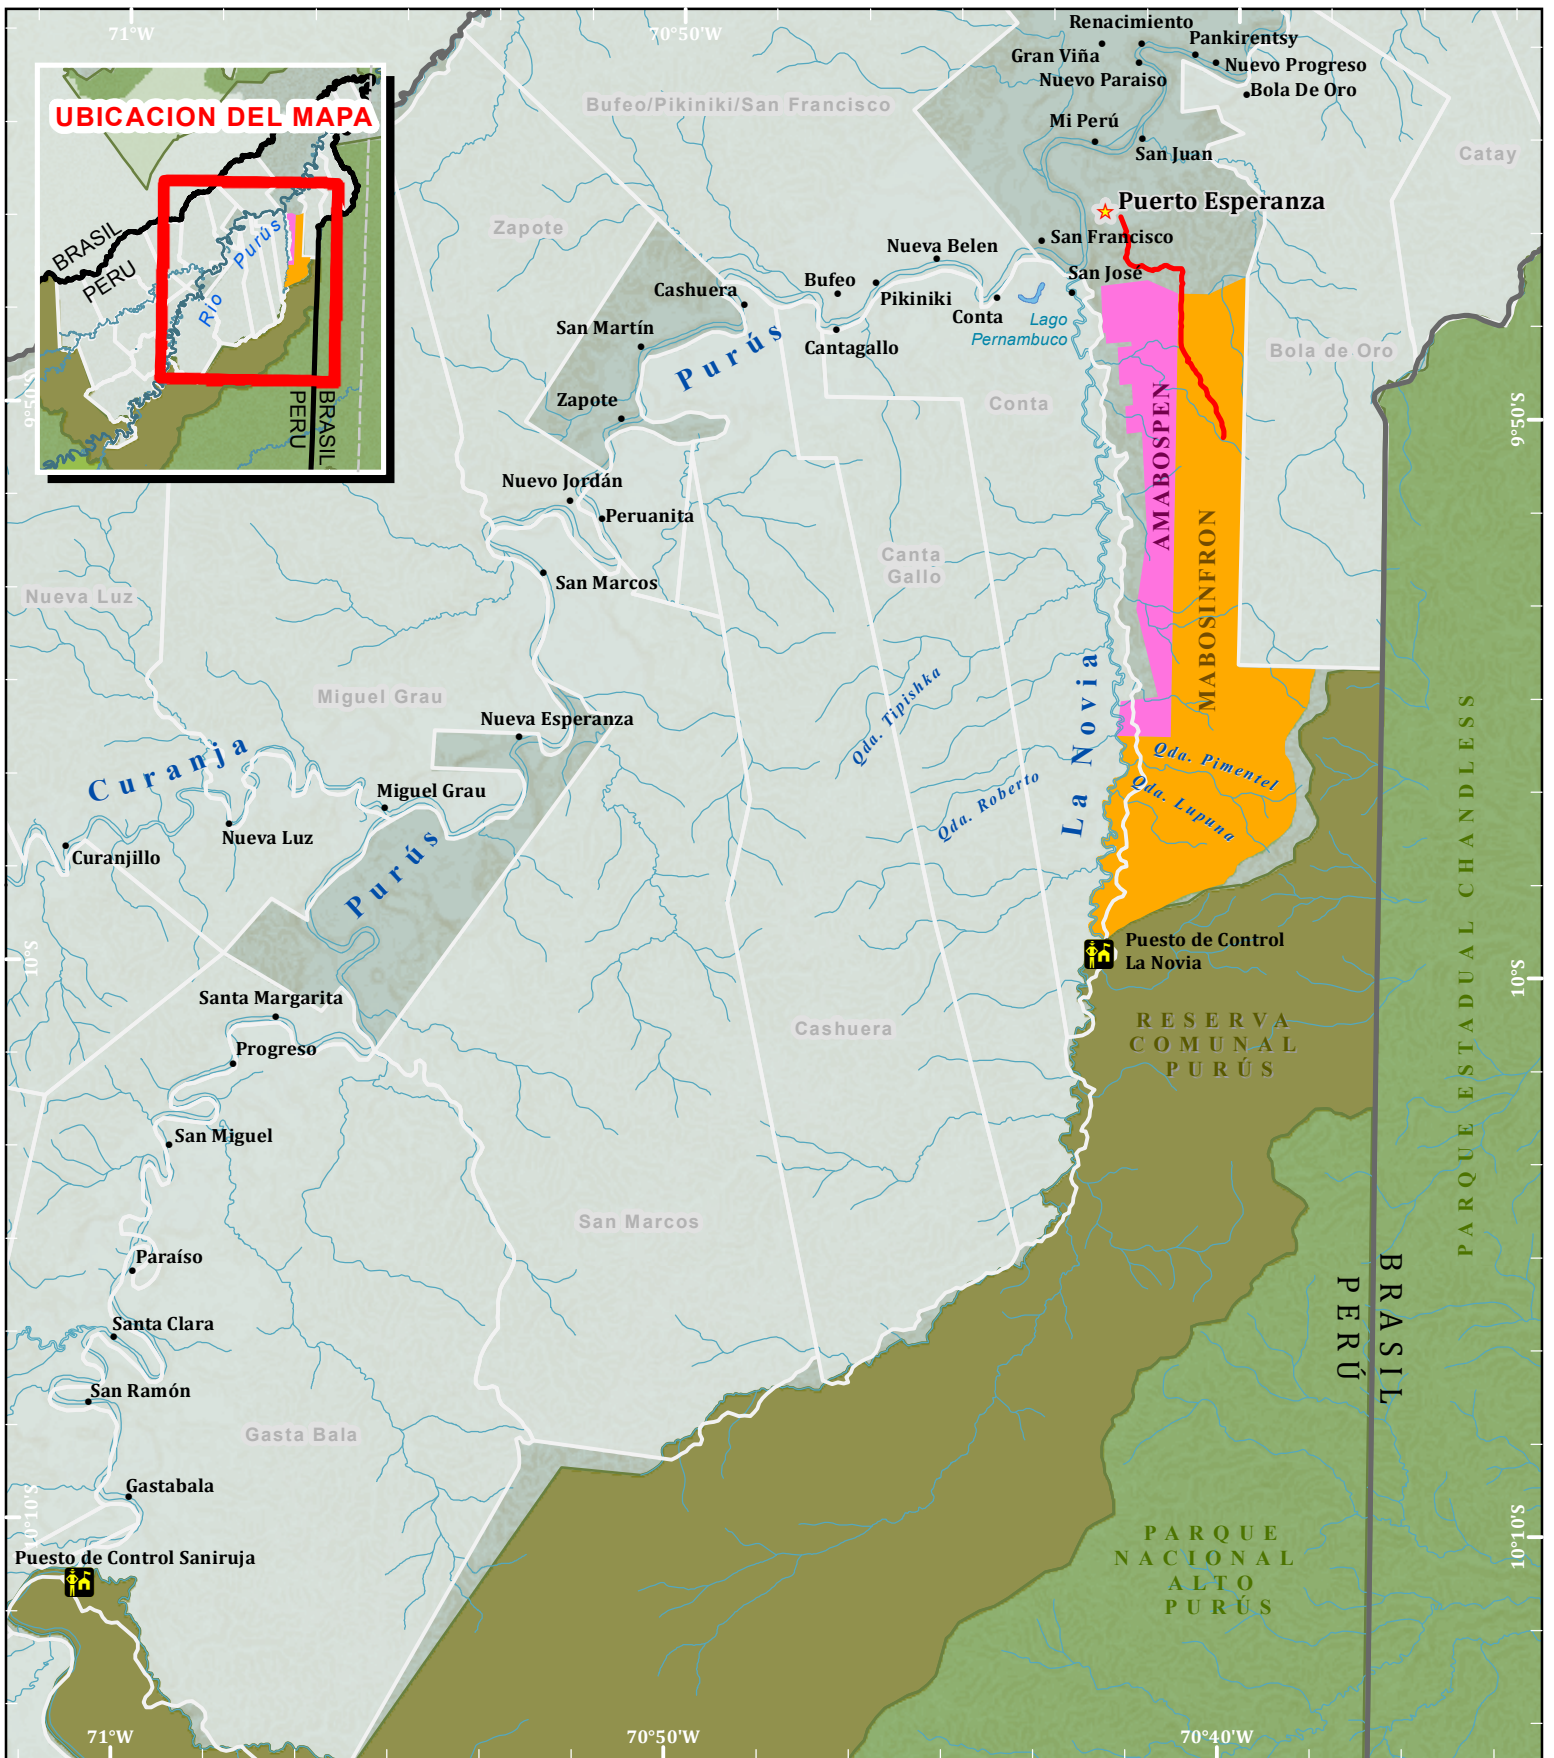 71°W
70°50'W
UBICACION DEL MAPA
BRASIL
PERU
Rio
Purús
PERU
BRASIL
Renacimiento
Gran Viña
Pankirentsy
Nuevo Paraiso
Nuevo Progreso
Bola De Oro
Bufeo/Pikiniki/San Francisco
Mi Perú
San Juan
Catay
Puerto Esperanza
Zapote
San Francisco
Nueva Belen
San José
Bufeo
Pikiniki
Cashuera
Conta
Lago
Pernambuco
San Martín
Purús
Cantagallo
Bola de Oro
9°50'S
9°50'S
Zapote
Conta
AMABOSPEN
Nuevo Jordán
Peruanita
MABOSINFRON
San Marcos
Canta
Gallo
Nueva Luz
Miguel Grau
Nueva Esperanza
Qda. Tipishka
La Novia
Curanja
Qda. Pimentel
Miguel Grau
Qda. Roberto
Qda. Lupuna
Nueva Luz
Curanjillo
Purús
PARQUE ESTADUAL CHANDLESS
Puesto de Control
La Novia
10°S
10°S
Santa Margarita
RESERVA
COMUNAL
PURÚS
Cashuera
Progreso
San Miguel
San Marcos
Paraíso
BRASIL
PERÚ
Santa Clara
San Ramón
Gasta Bala
Gastabala
10°10'S
10°10'S
PARQUE
NACIONAL
ALTO
PURÚS
Puesto de Control Saniruja
71°W
70°50'W
70°40'W